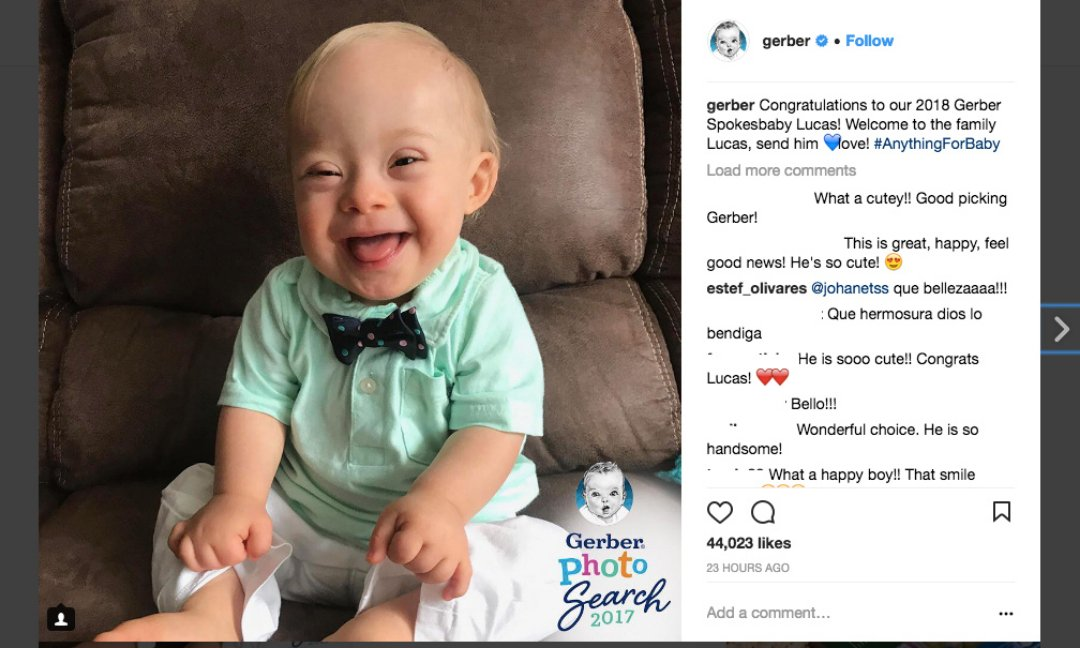 gerber • Follow
gerber Congratulations to our 2018 Gerber
Spokesbaby Lucas! Welcome to the family
Lucas, send him 💙love! #AnythingForBaby
Load more comments
What a cutey!! Good picking
Gerber!
This is great, happy, feel
good news! He's so cute! 😍
estef_olivares @johanetss que bellezaaaa!!!
: Que hermosura dios lo
bendiga
He is sooo cute!! Congrats
Lucas! ❤️❤️
Bello!!!
Wonderful choice. He is so
handsome!
What a happy boy!! That smile
44,023 likes
23 HOURS AGO
Add a comment...
Gerber®
Photo
Search
2017